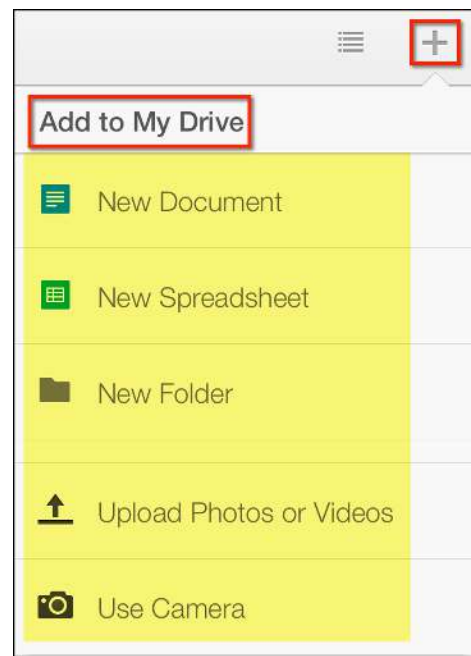 Add to My Drive
New Document
New Spreadsheet
New Folder
Upload Photos or Videos
Use Camera